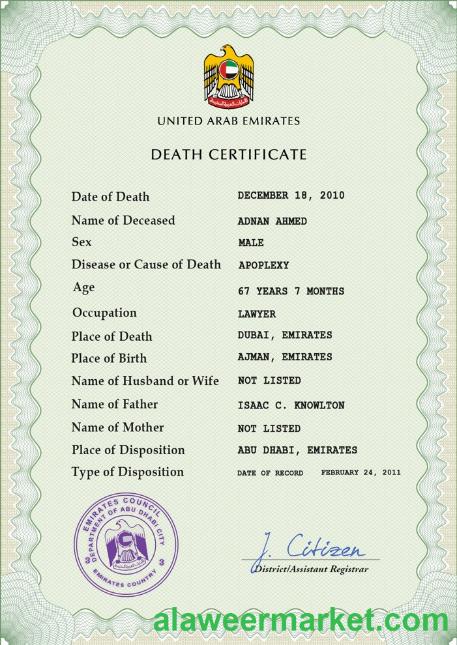 UNITED ARAB EMIRATES
DEATH CERTIFICATE
Date of Death DECEMBER 18, 2010
Name of Deceased ADNAN AHMED
Sex MALE
Disease or Cause of Death APOPLEXY
Age 67 YEARS 7 MONTHS
Occupation LAWYER
Place of Death DUBAI, EMIRATES
Place of Birth AJMAN, EMIRATES
Name of Husband or Wife NOT LISTED
Name of Father ISAAC C. KNOWLTON
Name of Mother NOT LISTED
Place of Disposition ABU DHABI, EMIRATES
Type of Disposition DATE OF RECORD FEBRUARY 24, 2011
EMIRATES COUNCIL
DEPARTMENT OF ABU DHABI CITY
EMIRATES COUNTRY
J. Citizen
District/Assistant Registrar
alaweermarket.com